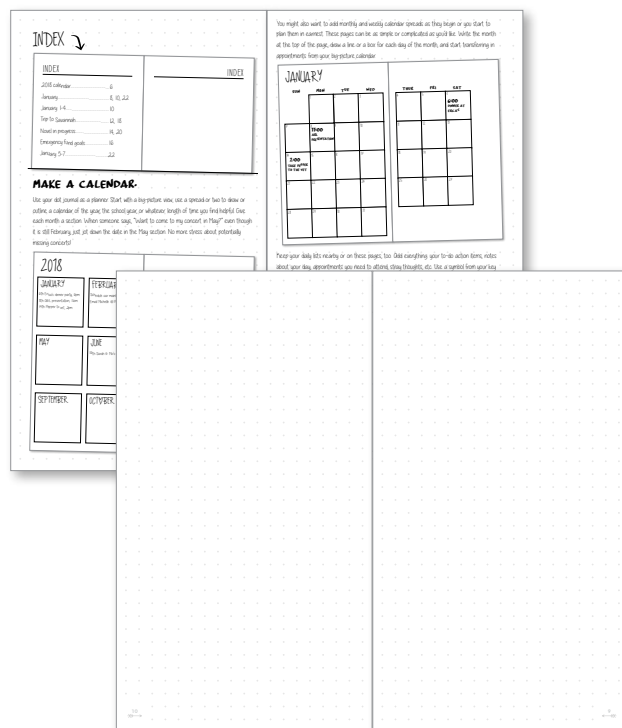 INDEX
INDEX
2018 calendar 6
January 8, 10, 22
January 1-4 10
Trip to Savannah 12, 18
Novel in progress 14, 20
Emergency fund goals 16
January 5-7 22
INDEX
MAKE A CALENDAR.
Use your dot journal as a planner. Start with a big-picture view, use a spread or two to draw or
outline a calendar of the year, the school year, or whatever length of time you find helpful. Give
each month a section. When someone says, "Want to come to my concert in May?" even though
it is still February, just jot down the date in the May section. No more stress about potentially
missing concerts!
2018
JANUARY
FEBRUAR
MAY
JUNE
SEPTEMBER
OCTOBER
You might also want to add monthly and weekly calendar spreads as they begin or you start to
plan them in earnest. These pages can be as simple or complicated as you'd like. Write the month
at the top of the page, draw a line or a box for each day of the month, and start transferring in
appointments from your big-picture calendar.
JANUARY
SUN MON TUE WED
THUR FRI SAT
6:00
11:00
2:00
TO THE VET
Keep your daily lists nearby or on these pages, too. Add everything: your to-do action items, notes
about your day, appointments you need to attend, stray thoughts, etc. Use a symbol from your key